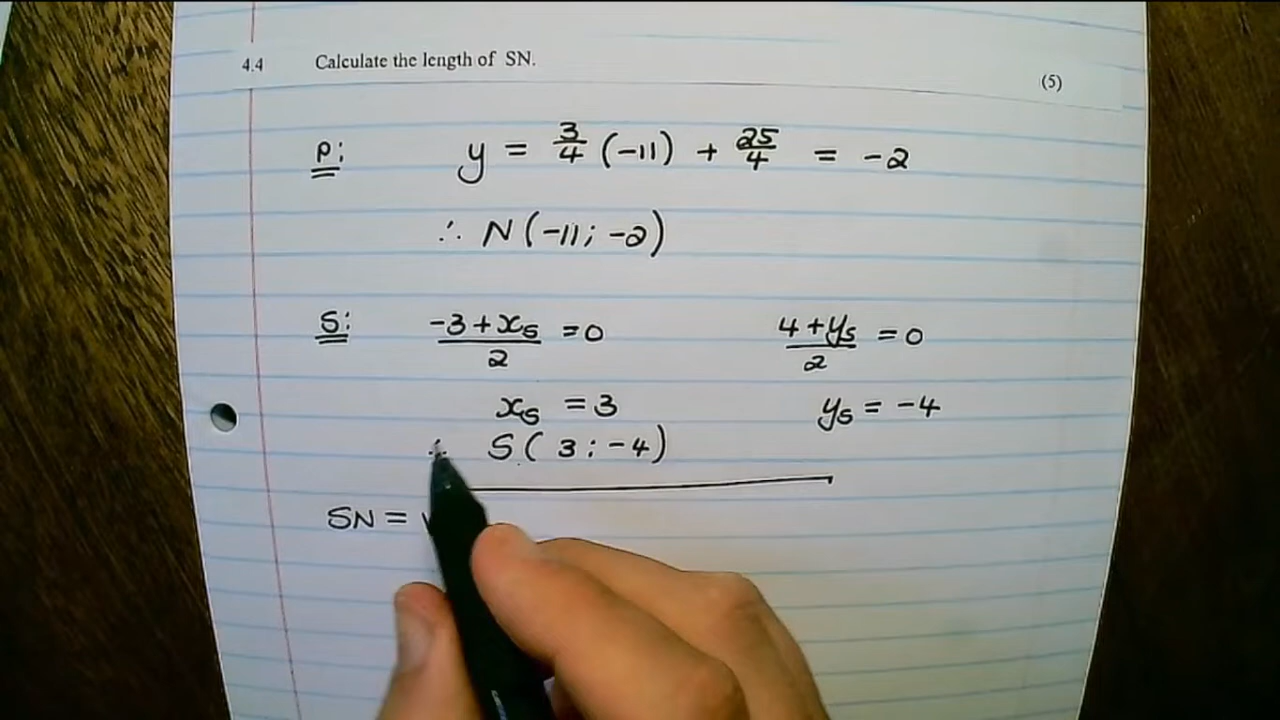 4.4 Calculate the length of SN.
(5)
P: y = 3/4 (-11) + 25/4 = -2
∴ N(-11; -2)
S: (-3 + xs)/2 = 0 (4 + ys)/2 = 0
xs = 3 ys = -4
∴ S(3; -4)
SN = √